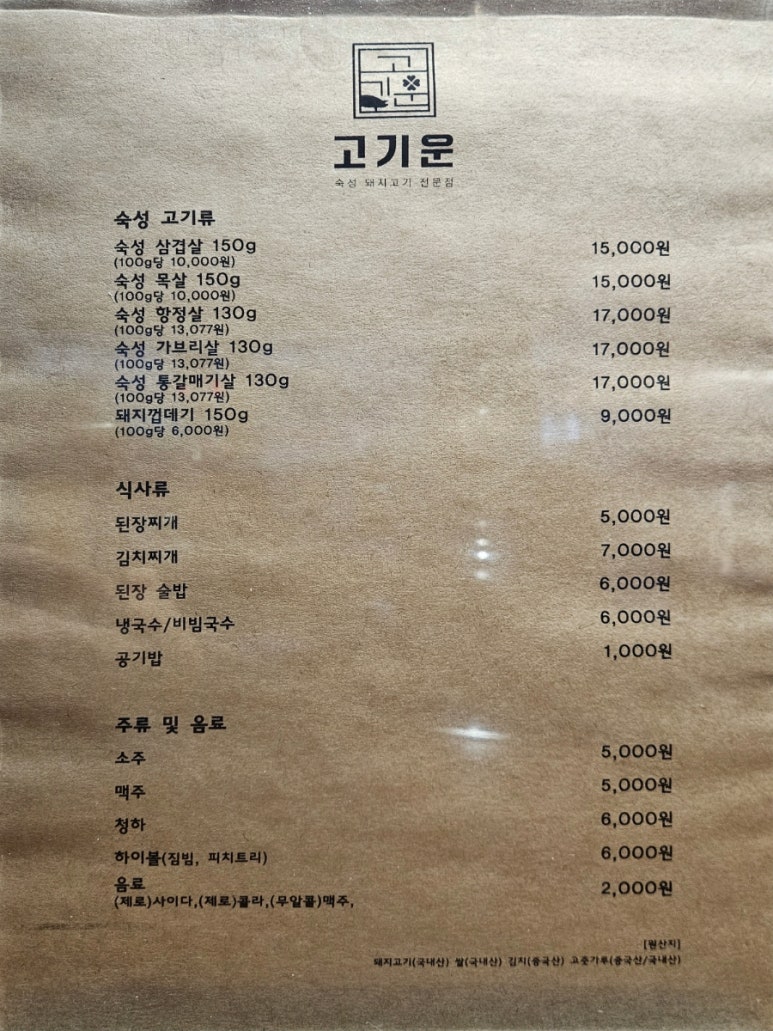 고기운
고기운
숙성 돼지고기 전문점
숙성 고기류
숙성 삼겹살 150g 15,000원
(100g당 10,000원)
숙성 목살 150g 15,000원
(100g당 10,000원)
숙성 항정살 130g 17,000원
(100g당 13,077원)
숙성 가브리살 130g 17,000원
(100g당 13,077원)
숙성 통갈매기살 130g 17,000원
(100g당 13,077원)
돼지껍데기 150g 9,000원
(100g당 6,000원)
식사류
된장찌개 5,000원
김치찌개 7,000원
된장 술밥 6,000원
냉국수/비빔국수 6,000원
공기밥 1,000원
주류 및 음료
소주 5,000원
맥주 5,000원
청하 6,000원
하이볼(짐빔, 피치트리) 6,000원
음료 2,000원
(제로)사이다,(제로)콜라,(무알콜)맥주,
[원산지]
돼지고기(국내산) 쌀(국내산) 김치(중국산) 고춧가루(중국산/국내산)